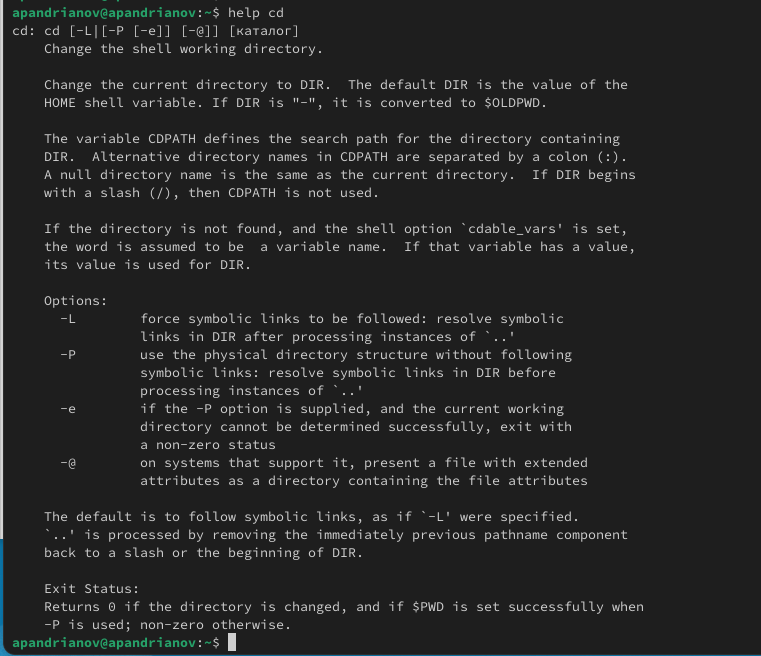 apandrianov@apandrianov:~$ help cd
cd: cd [-L|[-P [-e]] [-@]] [каталог]
Change the shell working directory.
Change the current directory to DIR.  The default DIR is the value of the
HOME shell variable. If DIR is "-", it is converted to $OLDPWD.
The variable CDPATH defines the search path for the directory containing
DIR.  Alternative directory names in CDPATH are separated by a colon (:).
A null directory name is the same as the current directory.  If DIR begins
with a slash (/), then CDPATH is not used.
If the directory is not found, and the shell option `cdable_vars' is set,
the word is assumed to be  a variable name.  If that variable has a value,
its value is used for DIR.
Options:
-L        force symbolic links to be followed: resolve symbolic
links in DIR after processing instances of `..'
-P        use the physical directory structure without following
symbolic links: resolve symbolic links in DIR before
processing instances of `..'
-e        if the -P option is supplied, and the current working
directory cannot be determined successfully, exit with
a non-zero status
-@        on systems that support it, present a file with extended
attributes as a directory containing the file attributes
The default is to follow symbolic links, as if `-L' were specified.
`..' is processed by removing the immediately previous pathname component
back to a slash or the beginning of DIR.
Exit Status:
Returns 0 if the directory is changed, and if $PWD is set successfully when
-P is used; non-zero otherwise.
apandrianov@apandrianov:~$